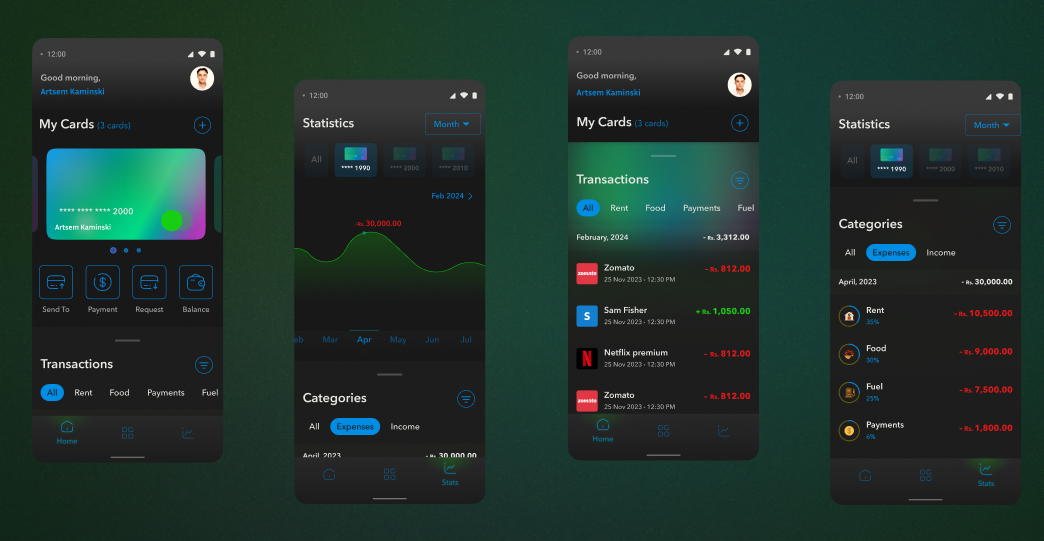 12:00
Good morning,
Artsem Kaminski
My Cards (3 cards)
**** **** **** 2000
Artsem Kaminski
Send To Payment Request Balance
Transactions
All Rent Food Payments Fuel
Home
12:00
Statistics
Month
All
**** 1990 **** 2000 **** 2010
Feb 2024
-Rs. 30,000.00
eb Mar Apr May Jun Jul
Categories
All Expenses Income
April, 2023 - Rs. 30,000.00
Stats
12:00
Good morning,
Artsem Kaminski
My Cards (3 cards)
Transactions
All Rent Food Payments Fuel
February, 2024 - Rs. 3,312.00
zomato
Zomato - Rs. 812.00
25 Nov 2023 - 12:30 PM
S
Sam Fisher + Rs. 1,050.00
25 Nov 2023 - 12:30 PM
N
Netflix premium - Rs. 812.00
25 Nov 2023 - 12:30 PM
zomato
Zomato - Rs. 812.00
25 Nov 2023 - 12:30 PM
Home
12:00
Statistics
Month
All
**** 1990 **** 2000 **** 2010
Categories
All Expenses Income
April, 2023 - Rs. 30,000.00
Rent - Rs. 10,500.00
35%
Food - Rs. 9,000.00
30%
Fuel - Rs. 7,500.00
25%
Payments - Rs. 1,800.00
6%
Stats